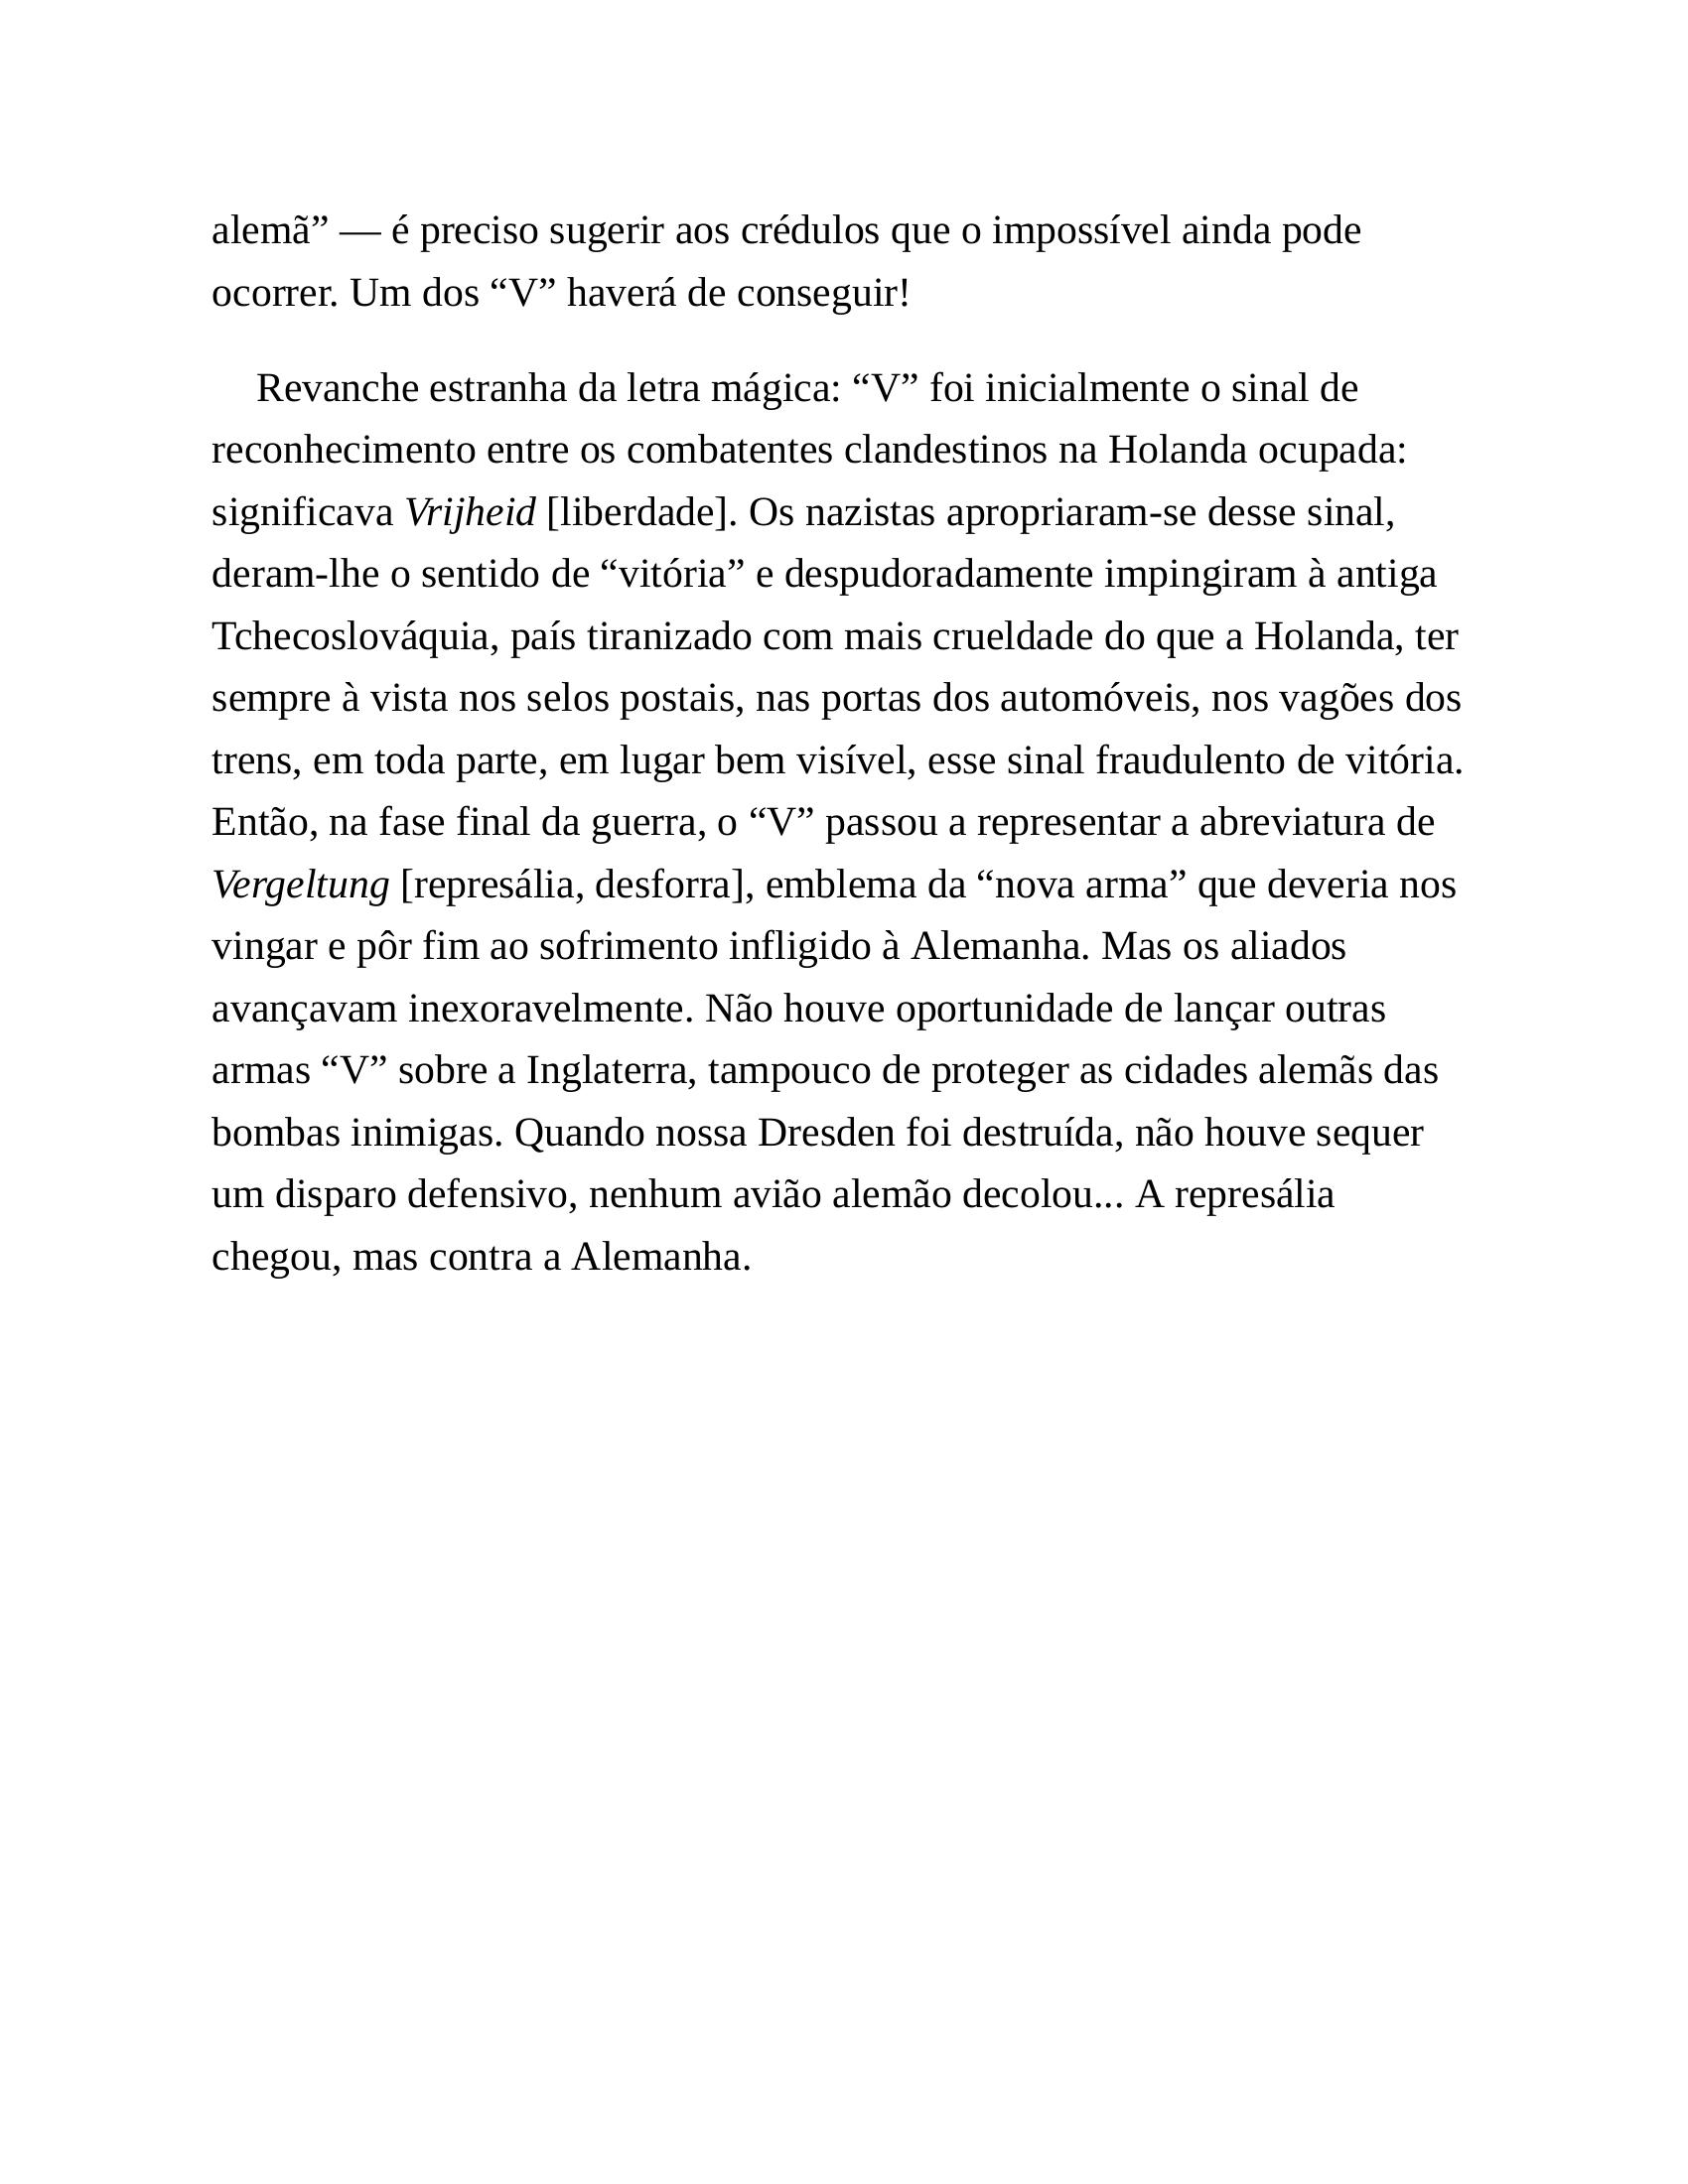 alemã” — é preciso sugerir aos crédulos que o impossível ainda pode
ocorrer. Um dos “V” haverá de conseguir!
Revanche estranha da letra mágica: “V” foi inicialmente o sinal de
reconhecimento entre os combatentes clandestinos na Holanda ocupada:
significava Vrijheid [liberdade]. Os nazistas apropriaram-se desse sinal,
deram-lhe o sentido de “vitória” e despudoradamente impingiram à antiga
Tchecoslováquia, país tiranizado com mais crueldade do que a Holanda, ter
sempre à vista nos selos postais, nas portas dos automóveis, nos vagões dos
trens, em toda parte, em lugar bem visível, esse sinal fraudulento de vitória.
Então, na fase final da guerra, o “V” passou a representar a abreviatura de
Vergeltung [represália, desforra], emblema da “nova arma” que deveria nos
vingar e pôr fim ao sofrimento infligido à Alemanha. Mas os aliados
avançavam inexoravelmente. Não houve oportunidade de lançar outras
armas “V” sobre a Inglaterra, tampouco de proteger as cidades alemãs das
bombas inimigas. Quando nossa Dresden foi destruída, não houve sequer
um disparo defensivo, nenhum avião alemão decolou... A represália
chegou, mas contra a Alemanha.